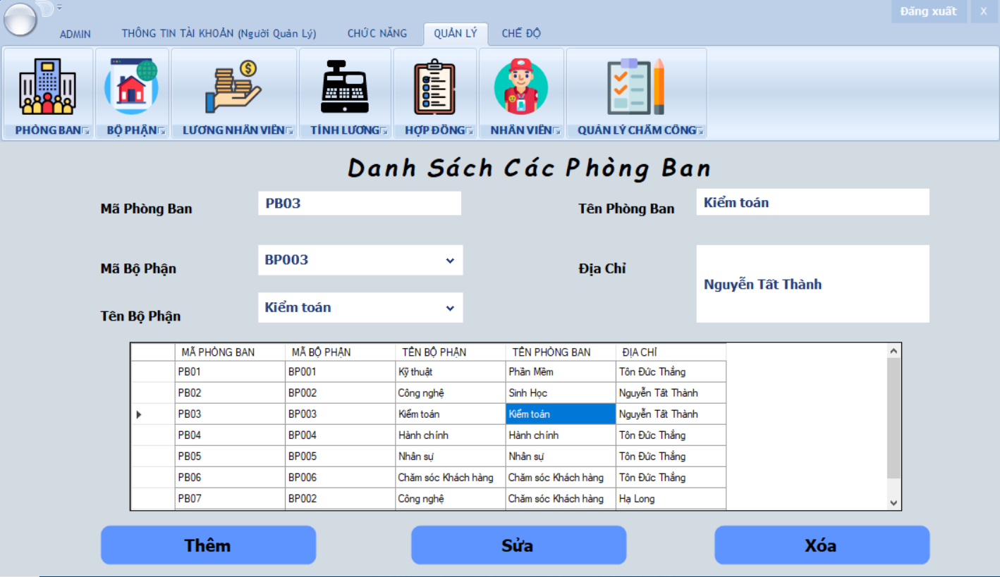 Đăng xuất X
ADMIN THÔNG TIN TÀI KHOẢN (Người Quản Lý) CHỨC NĂNG QUẢN LÝ CHẾ ĐỘ
PHÒNG BAN BỘ PHẬN LƯƠNG NHÂN VIÊN TÍNH LƯƠNG HỢP ĐỒNG NHÂN VIÊN QUẢN LÝ CHẤM CÔNG
Danh Sách Các Phòng Ban
Mã Phòng Ban PB03 Tên Phòng Ban Kiểm toán
Mã Bộ Phận BP003 Địa Chỉ Nguyễn Tất Thành
Tên Bộ Phận Kiểm toán
MÃ PHÒNG BAN MÃ BỘ PHẬN TÊN BỘ PHẬN TÊN PHÒNG BAN ĐỊA CHỈ
PB01 BP001 Kỹ thuật Phần Mềm Tôn Đức Thắng
PB02 BP002 Công nghệ Sinh Học Nguyễn Tất Thành
PB03 BP003 Kiểm toán Kiểm toán Nguyễn Tất Thành
PB04 BP004 Hành chính Hành chính Tôn Đức Thắng
PB05 BP005 Nhân sự Nhân sự Tôn Đức Thắng
PB06 BP006 Chăm sóc Khách hàng Chăm sóc Khách hàng Tôn Đức Thắng
PB07 BP002 Công nghệ Chăm sóc Khách hàng Hạ Long
Thêm Sửa Xóa